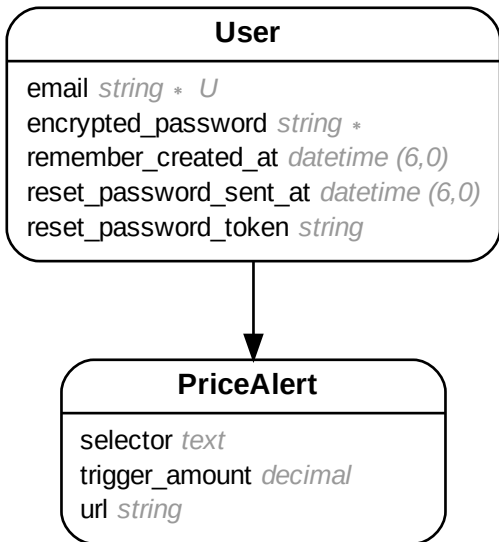 User
email string * U
encrypted_password string *
remember_created_at datetime (6,0)
reset_password_sent_at datetime (6,0)
reset_password_token string
PriceAlert
selector text
trigger_amount decimal
url string